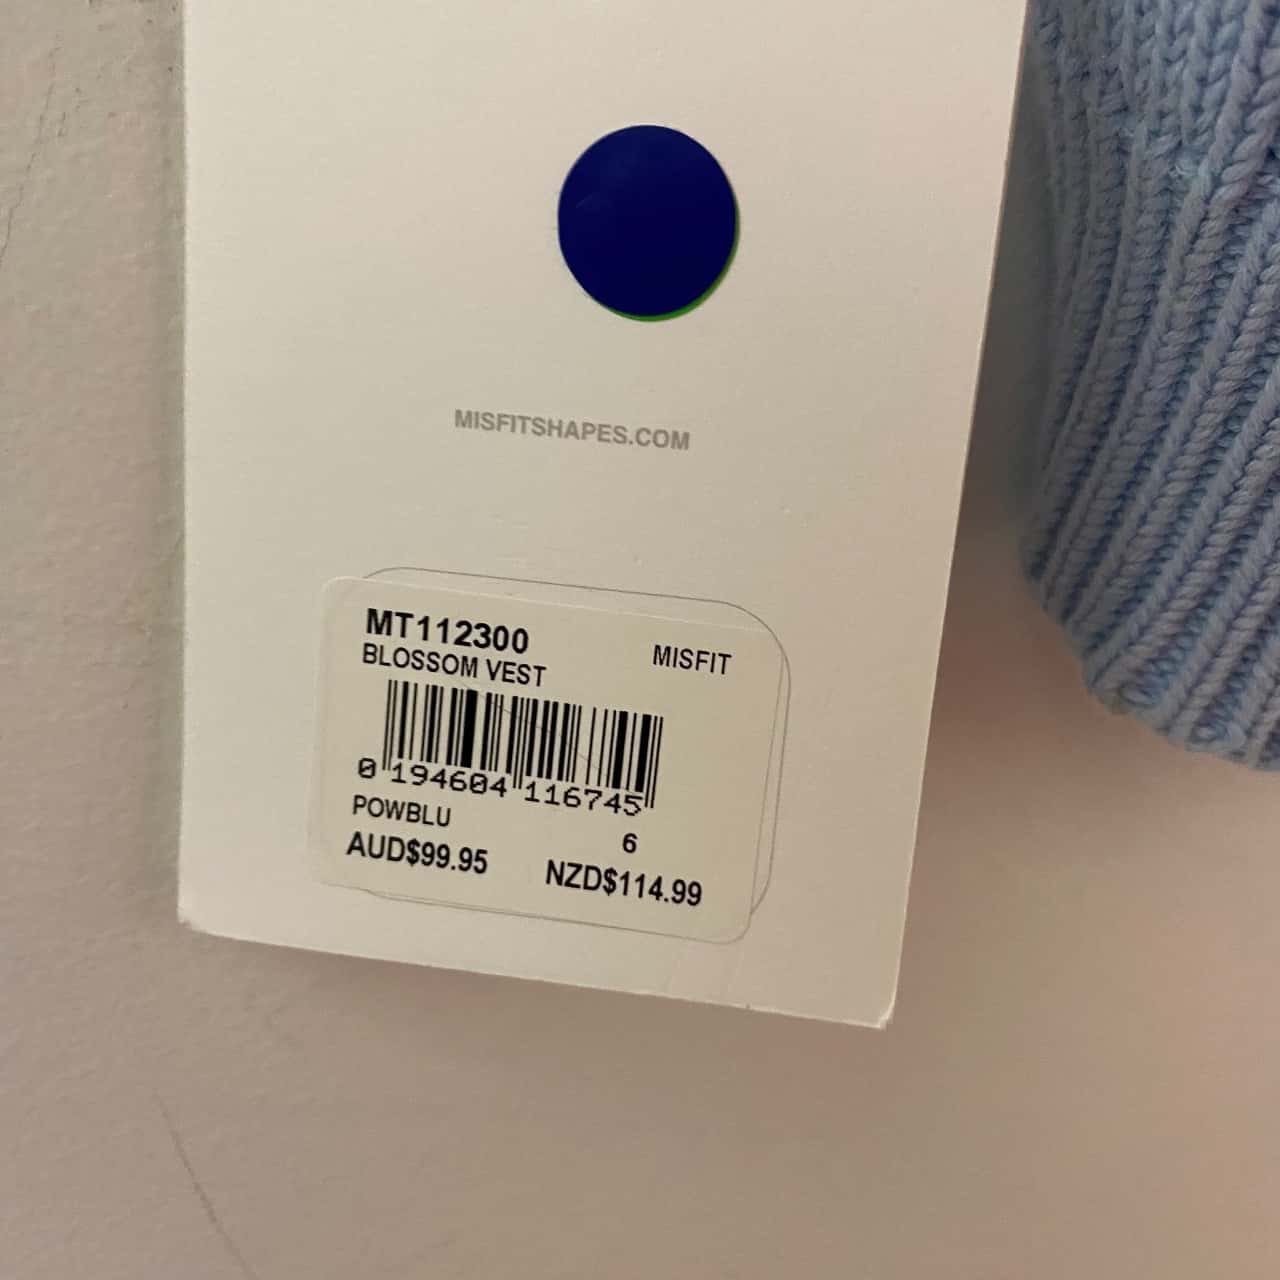 MISFITSHAPES.COM
MT112300
BLOSSOM VEST
MISFIT
0 194604 116745
POWBLU
6
AUD$99.95
NZD$114.99